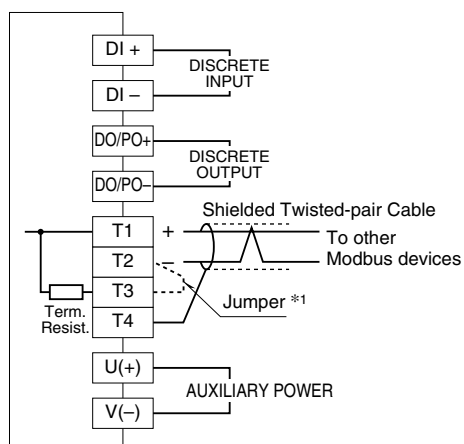 DI +
DI –
DISCRETE
INPUT
DO/PO+
DO/PO–
DISCRETE
OUTPUT
Shielded Twisted-pair Cable
T1
+
To other
Modbus devices
T2
–
T3
Term.
Resist.
Jumper *1
T4
U(+)
AUXILIARY POWER
V(–)